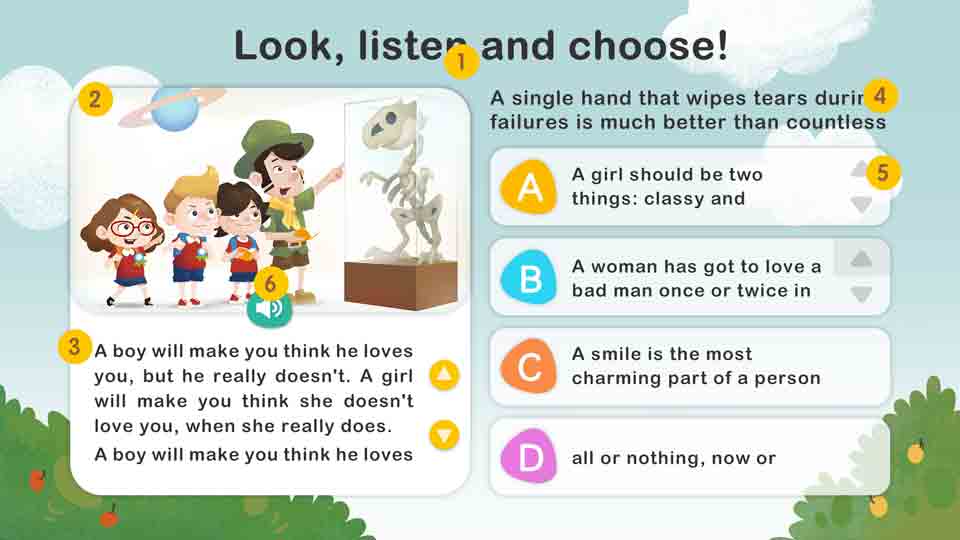 Look, listen and choose!
1
2
3
A boy will make you think he loves
you, but he really doesn't. A girl
will make you think she doesn't
love you, when she really does.
A boy will make you think he loves
6
4
A single hand that wipes tears during
failures is much better than countless
5
A
A girl should be two
things: classy and
B
A woman has got to love a
bad man once or twice in
C
A smile is the most
charming part of a person
D
all or nothing, now or